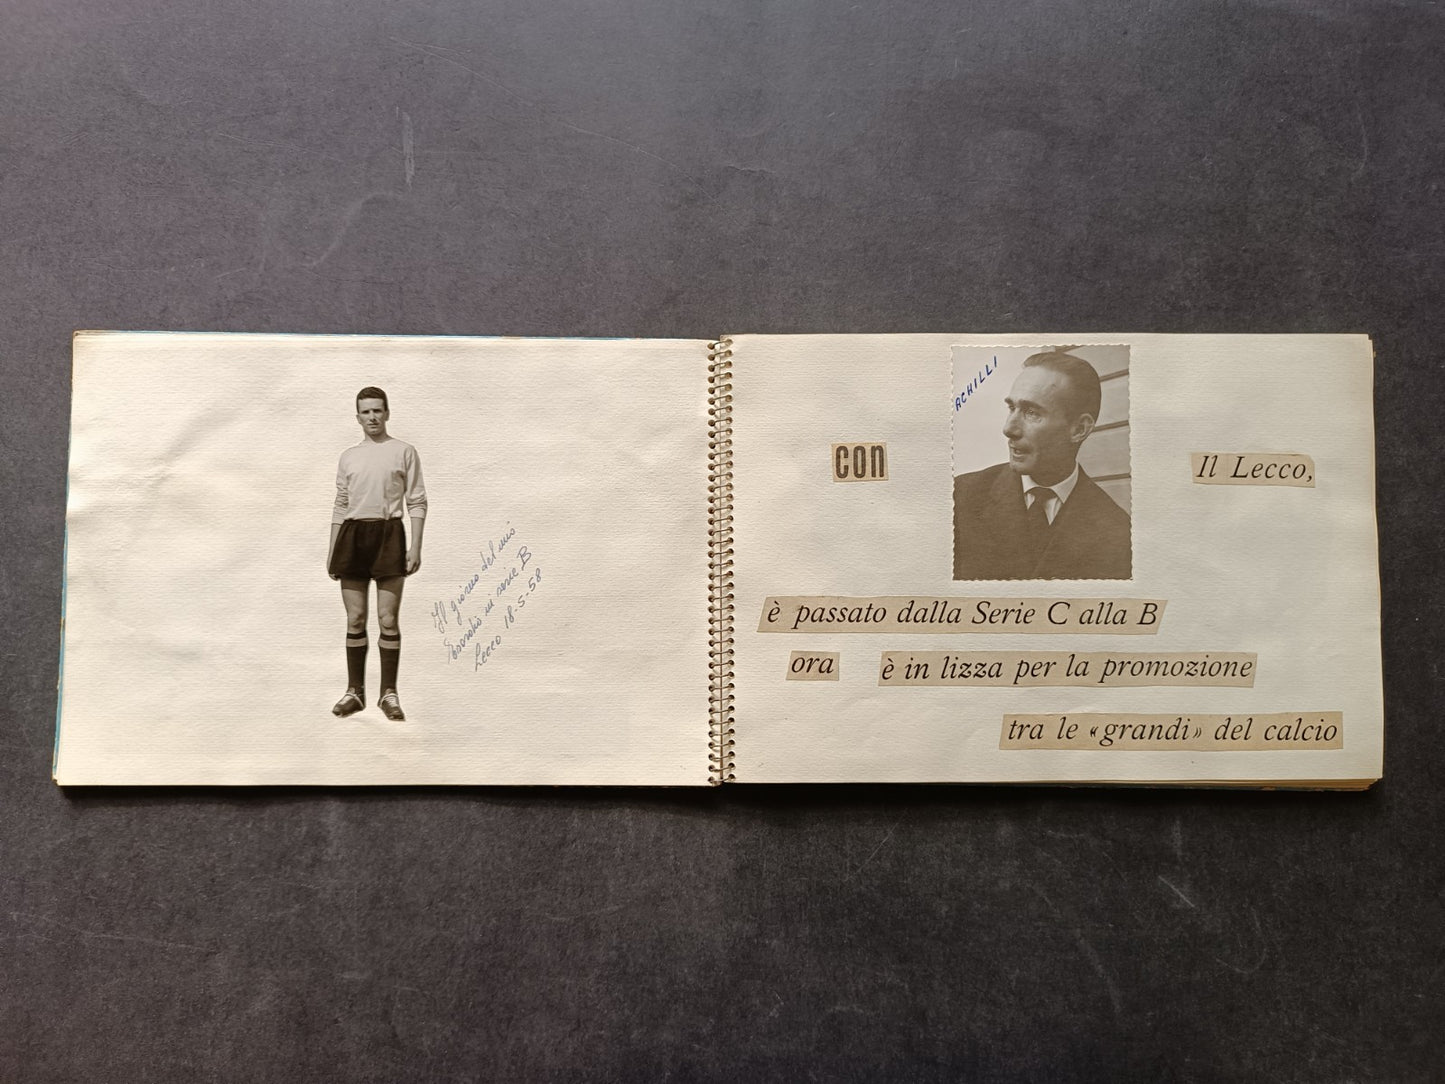 Il giorno del mio
esordio in serie B
Lecco 18-5-58
ACHILLI
con
Il Lecco,
è passato dalla Serie C alla B
ora è in lizza per la promozione
tra le «grandi» del calcio